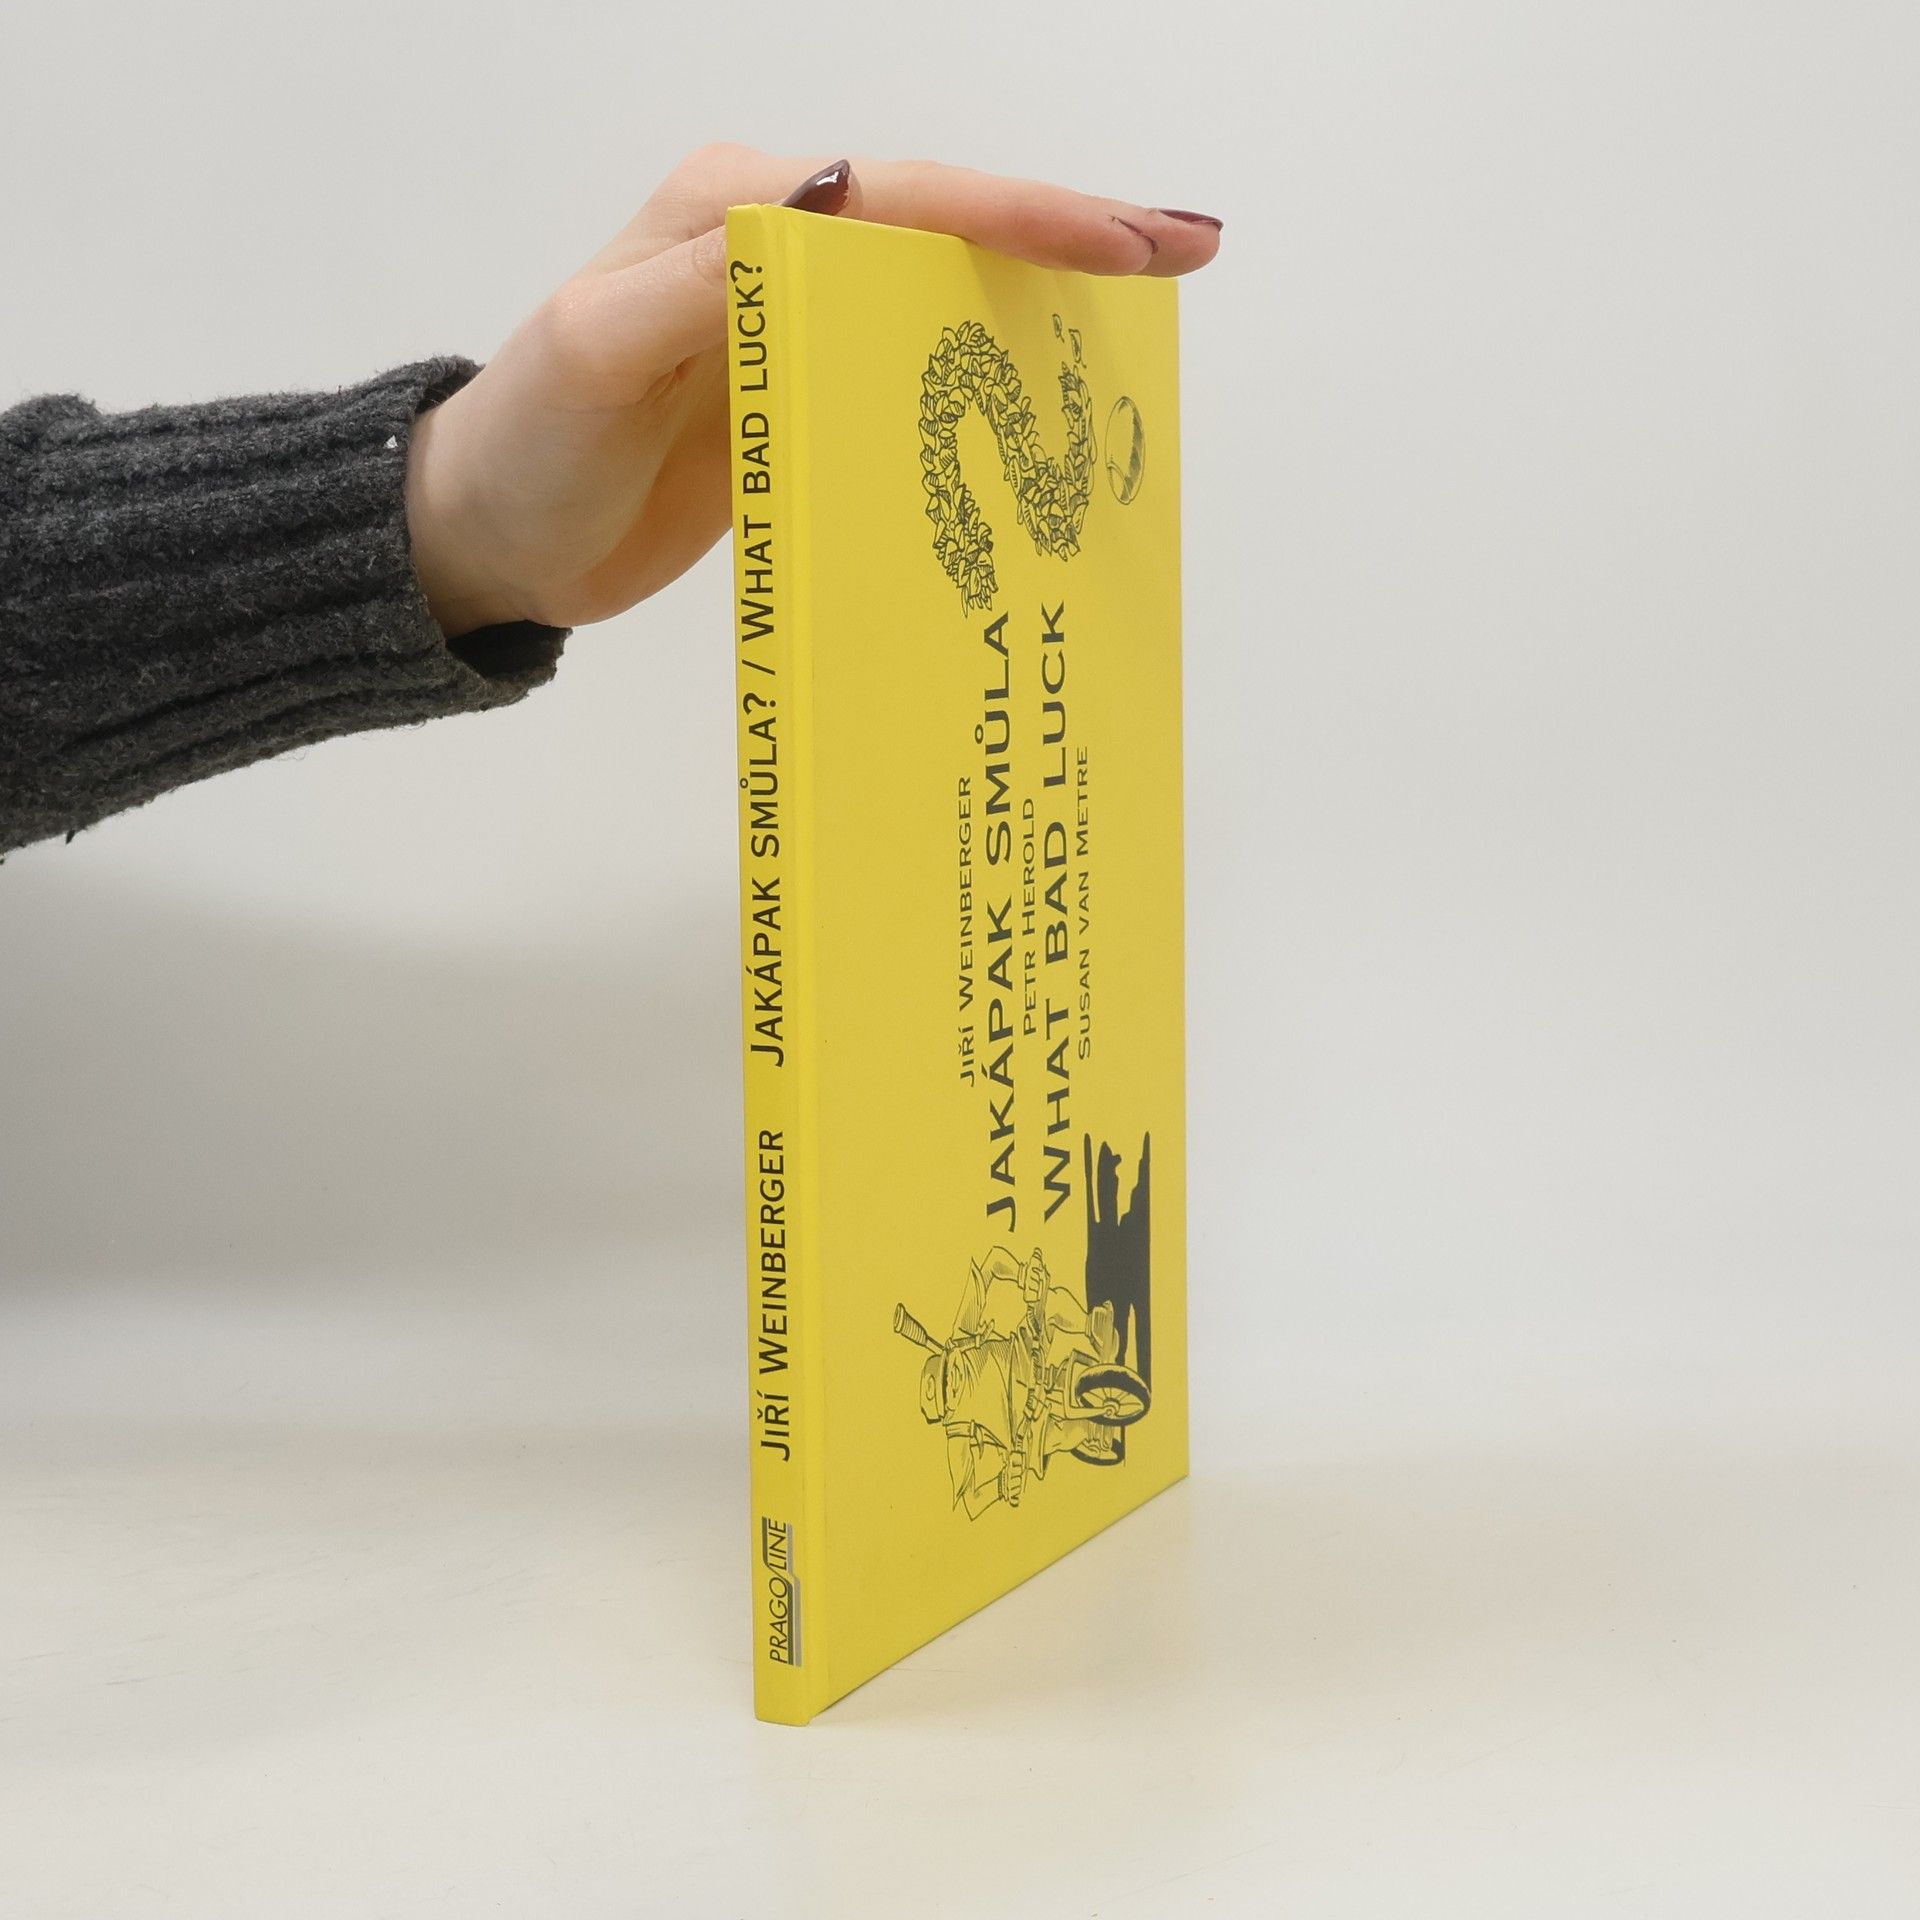 PRAGOLINE JIŘÍ WEINBERGER JAKÁPAK SMŮLA? / WHAT BAD LUCK?
JIŘÍ WEINBERGER
JAKÁPAK SMŮLA
PETR HEROLD
WHAT BAD LUCK
SUSAN VAN METRE